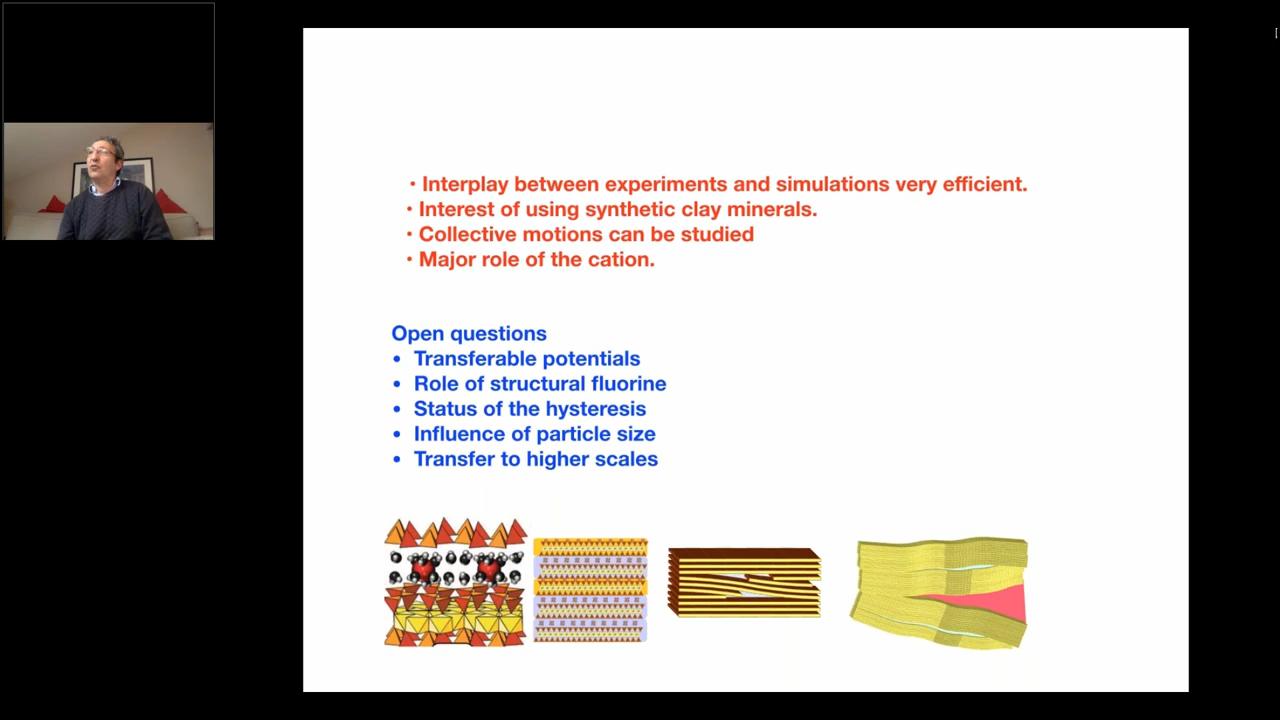 • Interplay between experiments and simulations very efficient.
• Interest of using synthetic clay minerals.
• Collective motions can be studied
• Major role of the cation.
Open questions
• Transferable potentials
• Role of structural fluorine
• Status of the hysteresis
• Influence of particle size
• Transfer to higher scales